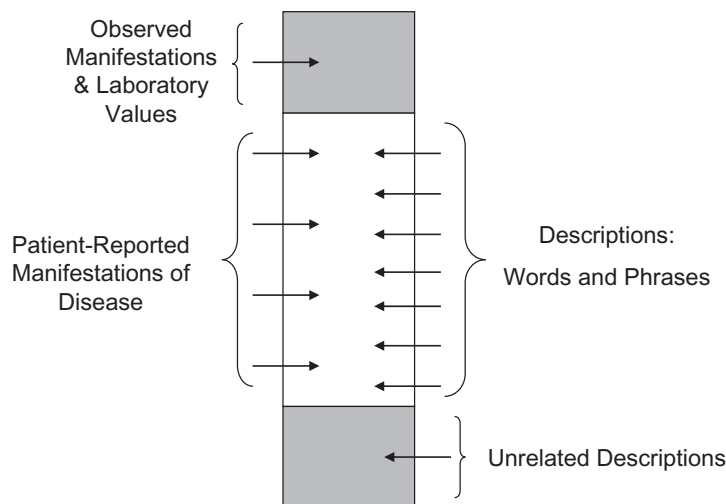 Observed
Manifestations
& Laboratory
Values
Patient-Reported
Manifestations of
Disease
Descriptions:
Words and Phrases
Unrelated Descriptions